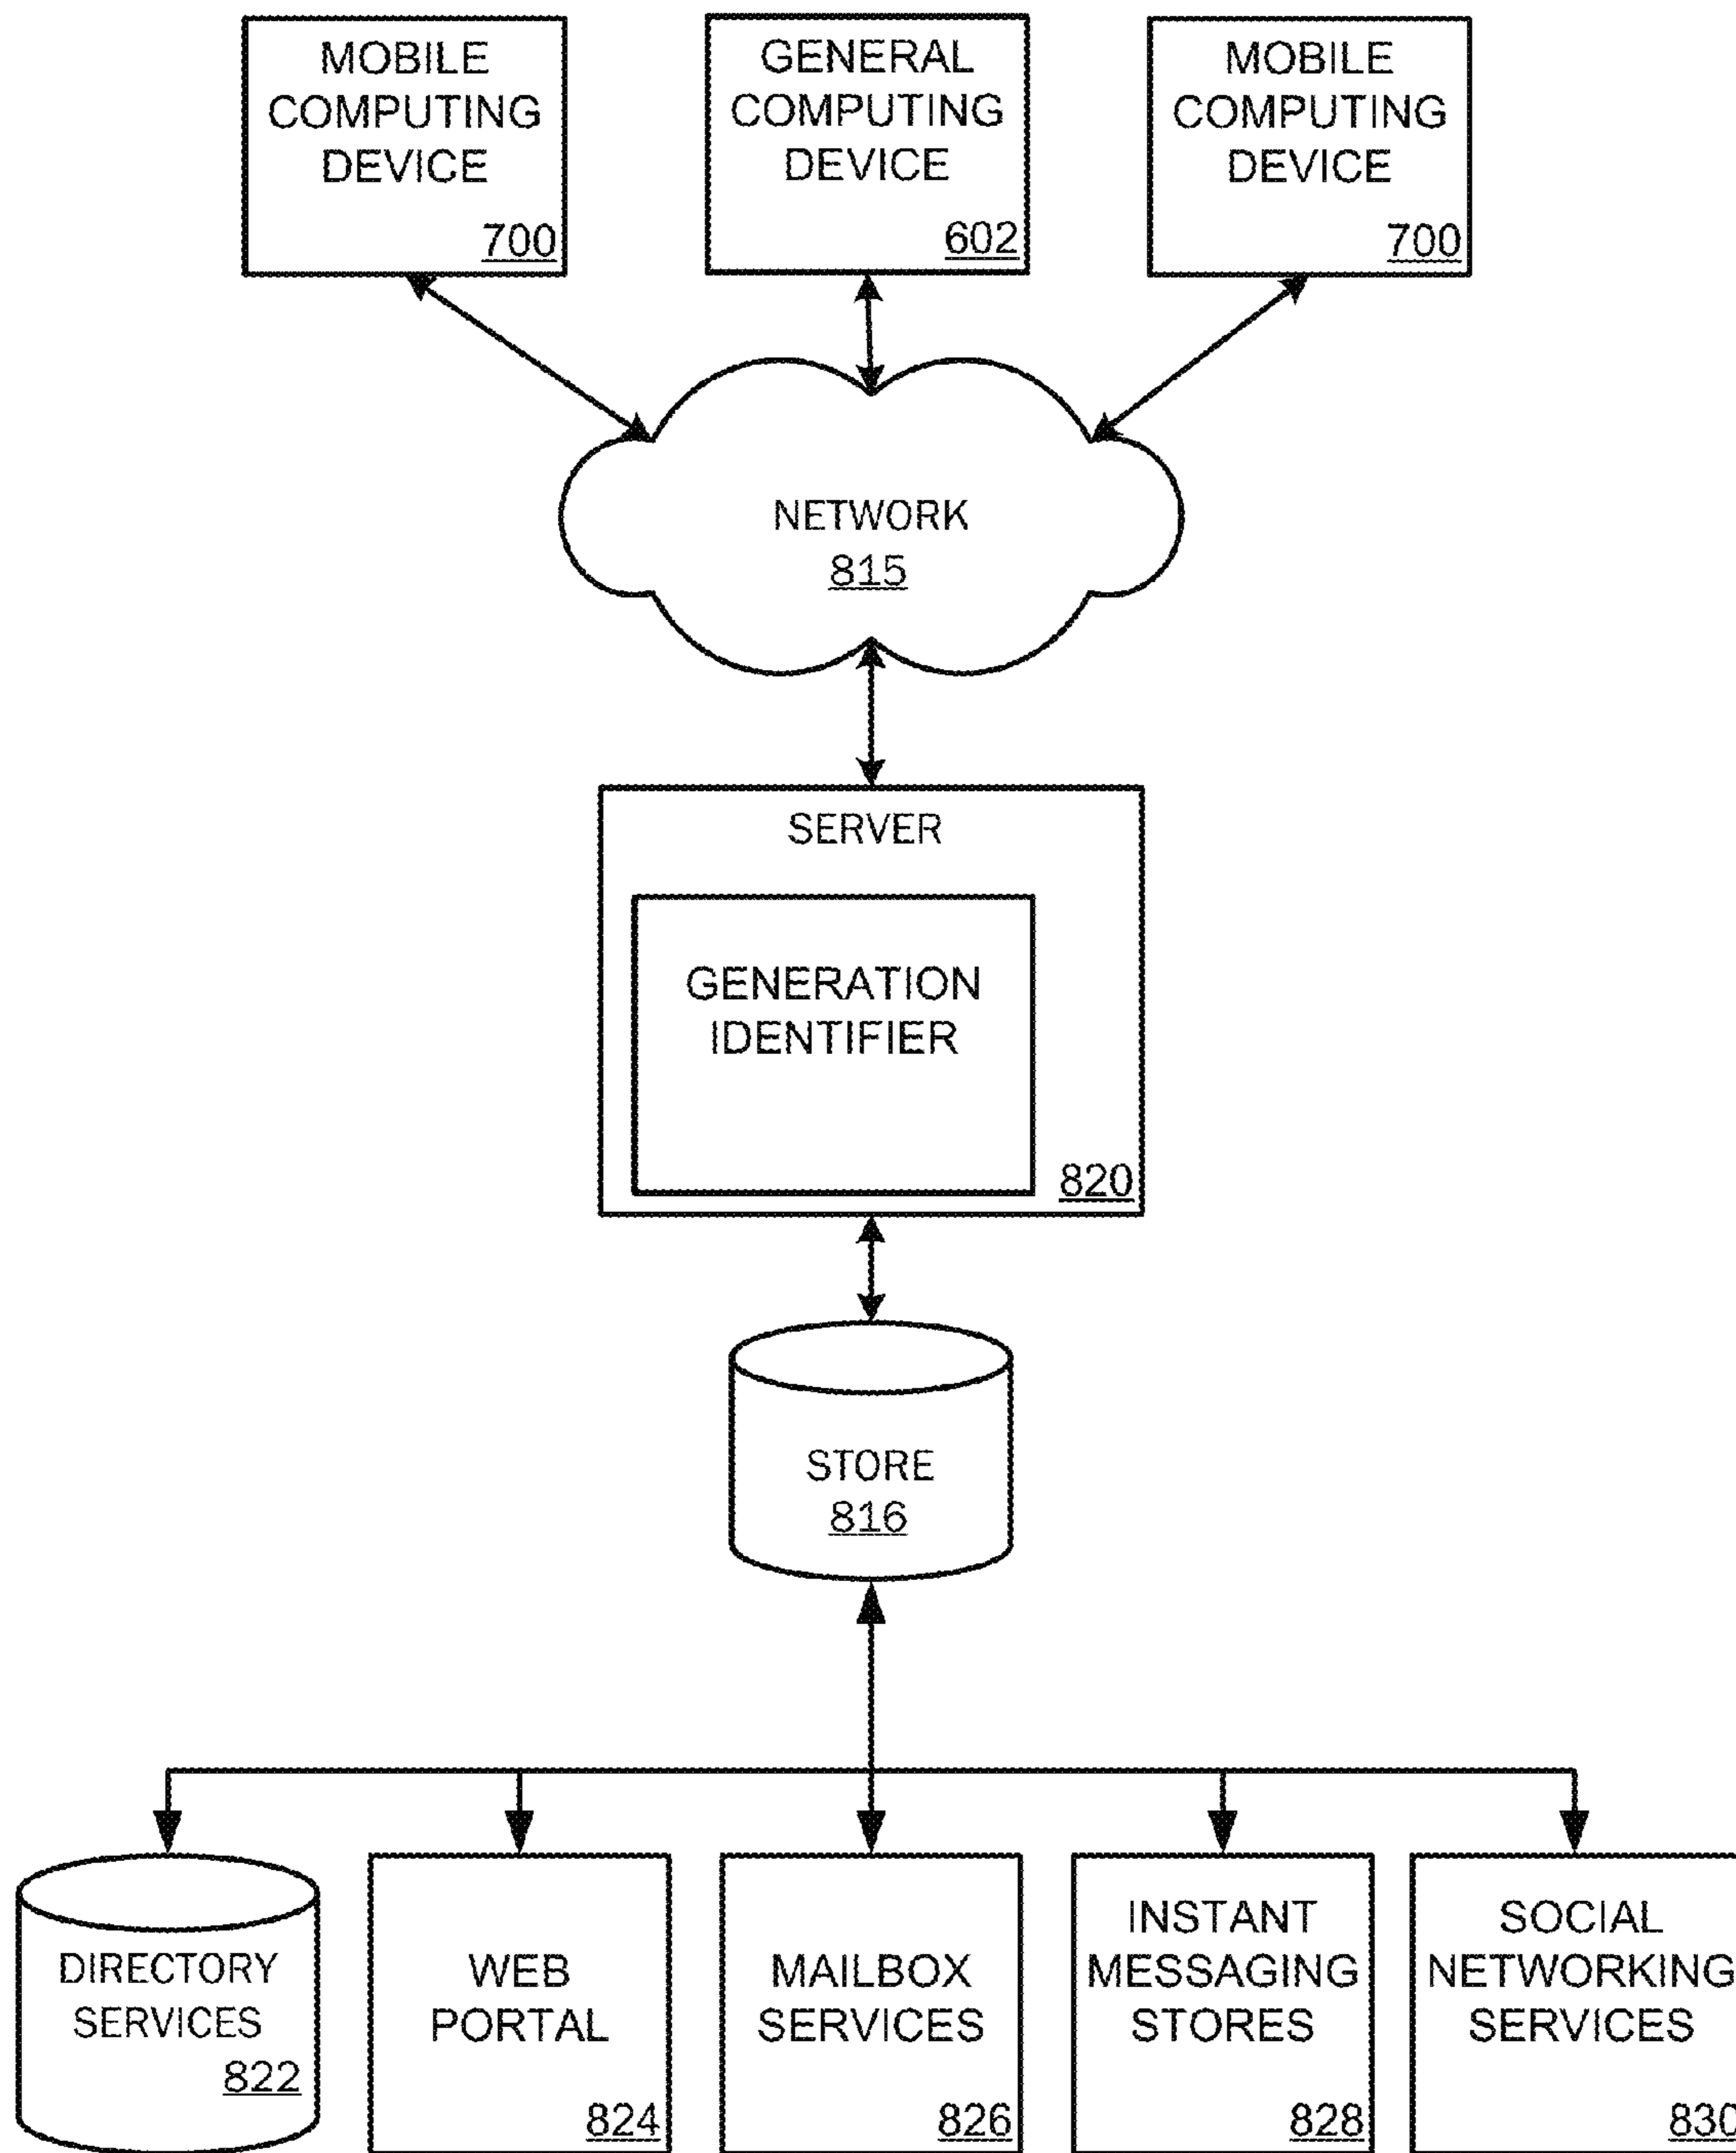 MOBILE
COMPUTING
DEVICE
700
GENERAL
COMPUTING
DEVICE
602
MOBILE
COMPUTING
DEVICE
700
NETWORK
815
SERVER
GENERATION
IDENTIFIER
820
STORE
816
DIRECTORY
SERVICES
822
WEB
PORTAL
824
MAILBOX
SERVICES
826
INSTANT
MESSAGING
STORES
828
SOCIAL
NETWORKING
SERVICES
830